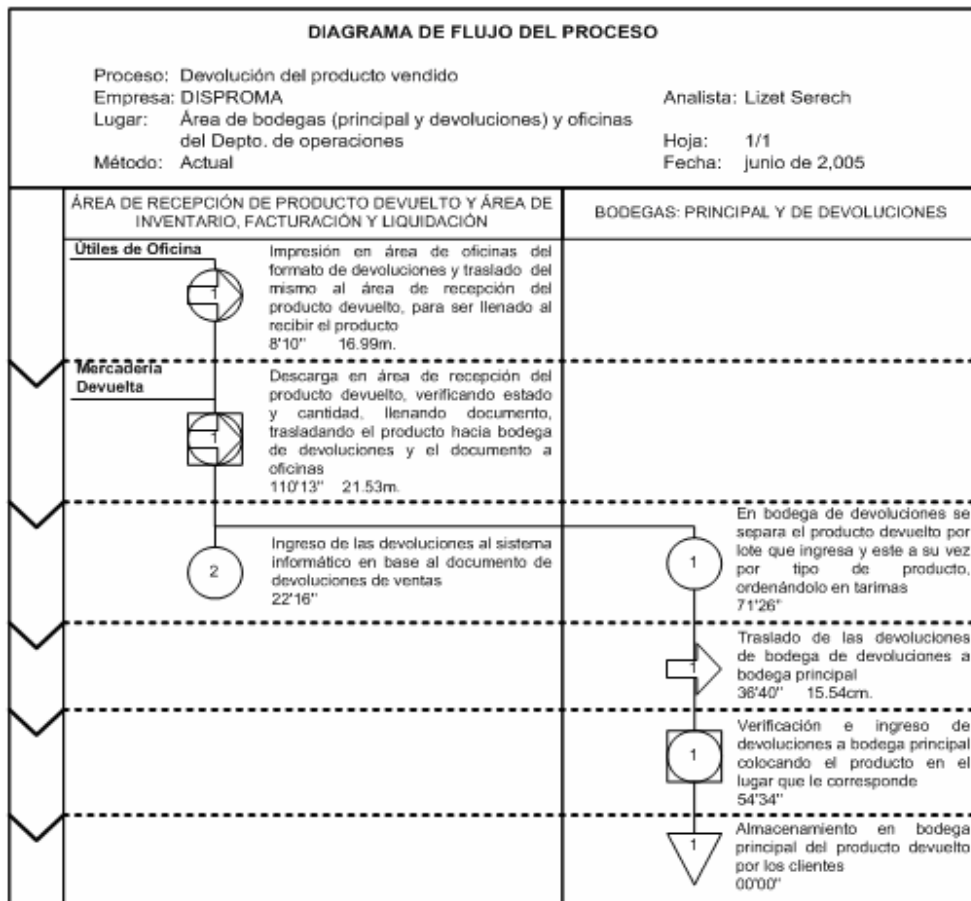 DIAGRAMA DE FLUJO DEL PROCESO
Proceso: Devolución del producto vendido
Empresa: DISPROMA
Analista: Lizet Serech
Lugar: Área de bodegas (principal y devoluciones) y oficinas
del Depto. de operaciones
Hoja: 1/1
Método: Actual
Fecha: junio de 2,005
ÁREA DE RECEPCIÓN DE PRODUCTO DEVUELTO Y ÁREA DE
INVENTARIO, FACTURACIÓN Y LIQUIDACIÓN
BODEGAS: PRINCIPAL Y DE DEVOLUCIONES
Útiles de Oficina
1
Impresión en área de oficinas del
formato de devoluciones y traslado del
mismo al área de recepción del
producto devuelto, para ser llenado al
recibir el producto
8'10" 16.99m.
Mercadería
Devuelta
1
Descarga en área de recepción del
producto devuelto, verificando estado
y cantidad, llenando documento,
trasladando el producto hacia bodega
de devoluciones y el documento a
oficinas
110'13" 21.53m.
2
Ingreso de las devoluciones al sistema
informático en base al documento de
devoluciones de ventas
22'16"
1
En bodega de devoluciones se
separa el producto devuelto por
lote que ingresa y este a su vez
por tipo de producto,
ordenándolo en tarimas
71'26"
1
Traslado de las devoluciones
de bodega de devoluciones a
bodega principal
36'40" 15.54cm.
1
Verificación e ingreso de
devoluciones a bodega principal
colocando el producto en el
lugar que le corresponde
54'34"
1
Almacenamiento en bodega
principal del producto devuelto
por los clientes
00'00"